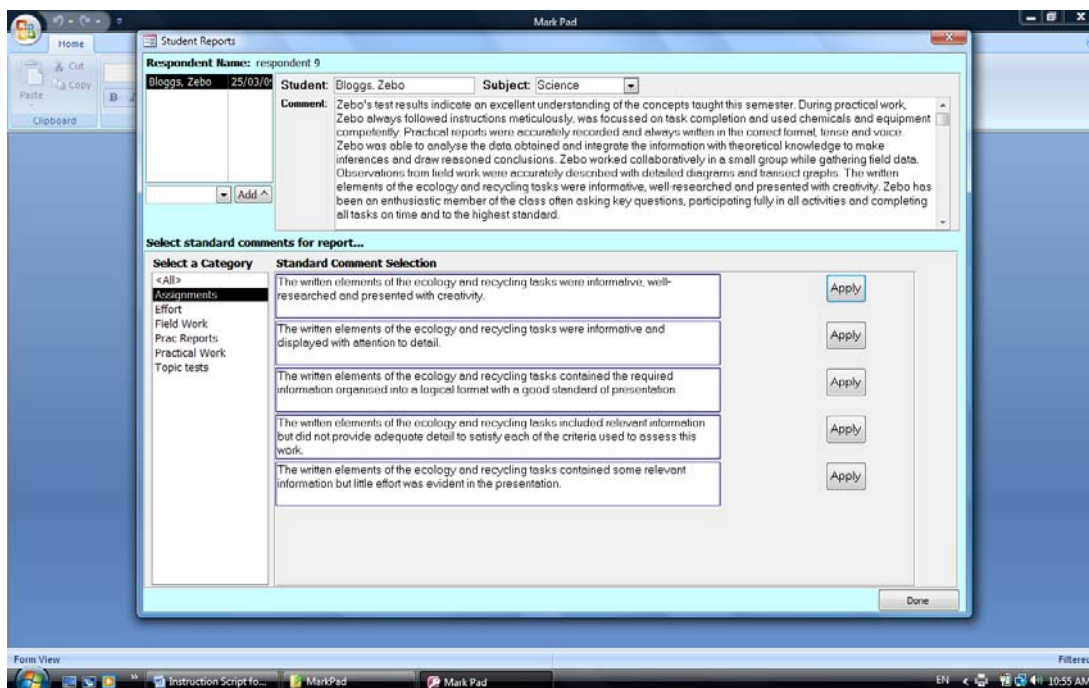 Mark Pad
Home
Cut
Copy
Paste
B
Clipboard
Student Reports
Respondent Name: respondent 9
Bloggs, Zebo 25/03/0
Student: Bloggs, Zebo Subject: Science
Comment: Zebo's test results indicate an excellent understanding of the concepts taught this semester. During practical work,
Zebo always followed instructions meticulously, was focussed on task completion and used chemicals and equipment
competently. Practical reports were accurately recorded and always written in the correct format, tense and voice.
Zebo was able to analyse the data obtained and integrate the information with theoretical knowledge to make
inferences and draw reasoned conclusions. Zebo worked collaboratively in a small group while gathering field data.
Observations from field work were accurately described with detailed diagrams and transect graphs. The written
elements of the ecology and recycling tasks were informative, well-researched and presented with creativity. Zebo has
been an enthusiastic member of the class often asking key questions, participating fully in all activities and completing
all tasks on time and to the highest standard.
Add ^
Select standard comments for report...
Select a Category
<All>
Assignments
Effort
Field Work
Prac Reports
Practical Work
Topic tests
Standard Comment Selection
The written elements of the ecology and recycling tasks were informative, well-
researched and presented with creativity.
Apply
The written elements of the ecology and recycling tasks were informative and
displayed with attention to detail.
Apply
The written elements of the ecology and recycling tasks contained the required
information organised into a logical format with a good standard of presentation.
Apply
The written elements of the ecology and recycling tasks included relevant information
but did not provide adequate detail to satisfy each of the criteria used to assess this
work.
Apply
The written elements of the ecology and recycling tasks contained some relevant
information but little effort was evident in the presentation.
Apply
Done
Form View
Filtered
Instruction Script fo...
MarkPad
Mark Pad
EN
10:55 AM